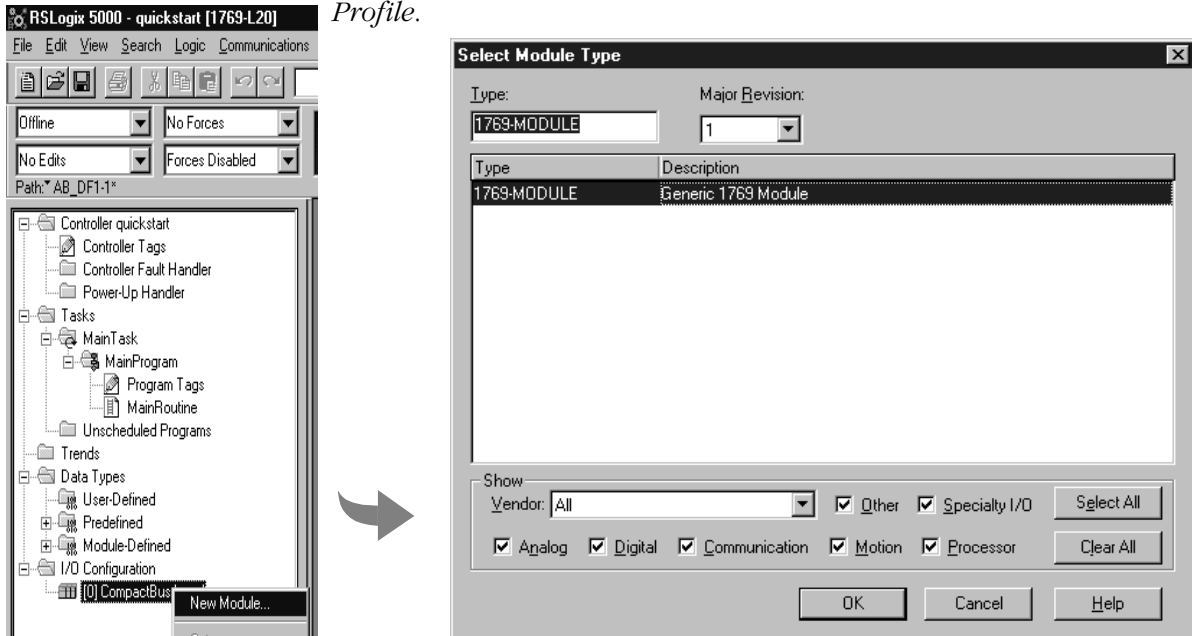 Profile.
RSLogix 5000 - quickstart [1769-L20]
File Edit View Search Logic Communications
Offline No Forces
No Edits Forces Disabled
Path: AB_DF1-1*
Controller quickstart
Controller Tags
Controller Fault Handler
Power-Up Handler
Tasks
MainTask
MainProgram
Program Tags
MainRoutine
Unscheduled Programs
Trends
Data Types
User-Defined
Predefined
Module-Defined
I/O Configuration
[0] CompactBus
New Module...
Select Module Type
Type: Major Revision:
1769-MODULE 1
Type Description
1769-MODULE Generic 1769 Module
Show
Vendor: All Other Specialty I/O Select All
Analog Digital Communication Motion Processor Clear All
OK Cancel Help